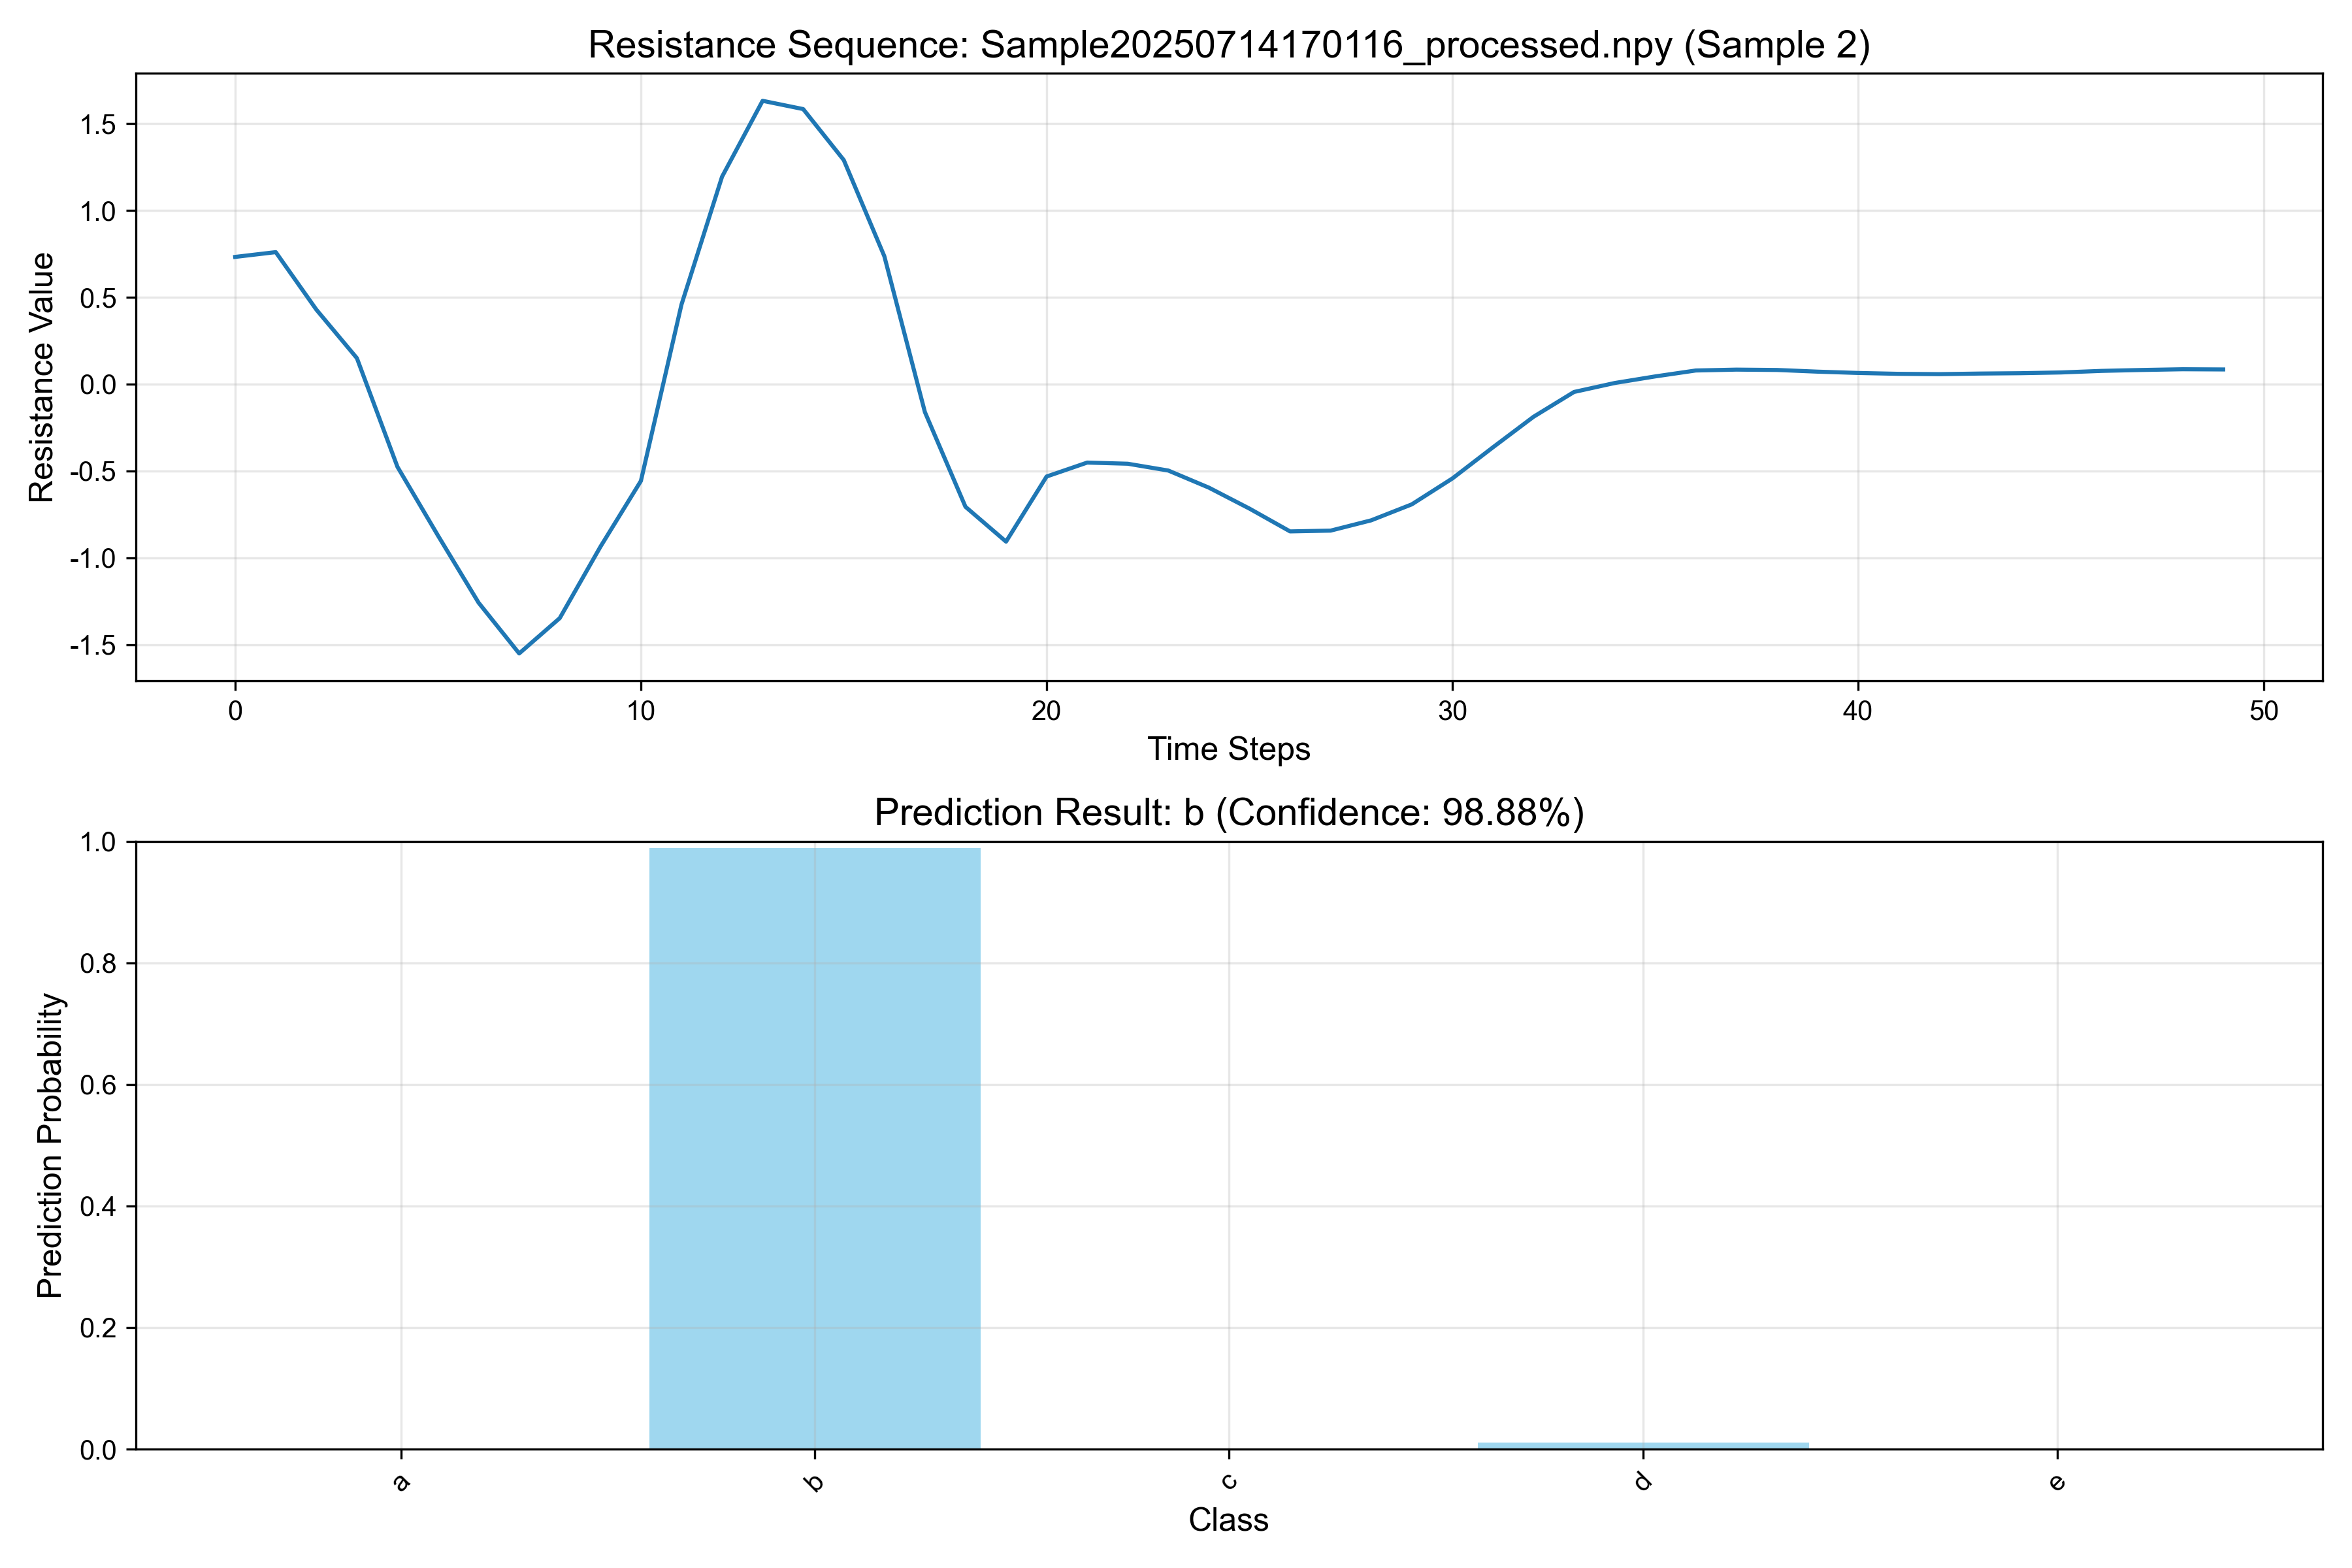 Resistance Sequence: Sample20250714170116_processed.npy (Sample 2)
Resistance Value
1.5
1.0
0.5
0.0
-0.5
-1.0
-1.5
0 10 20 30 40 50
Time Steps
Prediction Result: b (Confidence: 98.88%)
Prediction Probability
1.0
0.8
0.6
0.4
0.2
0.0
a b c d e
Class